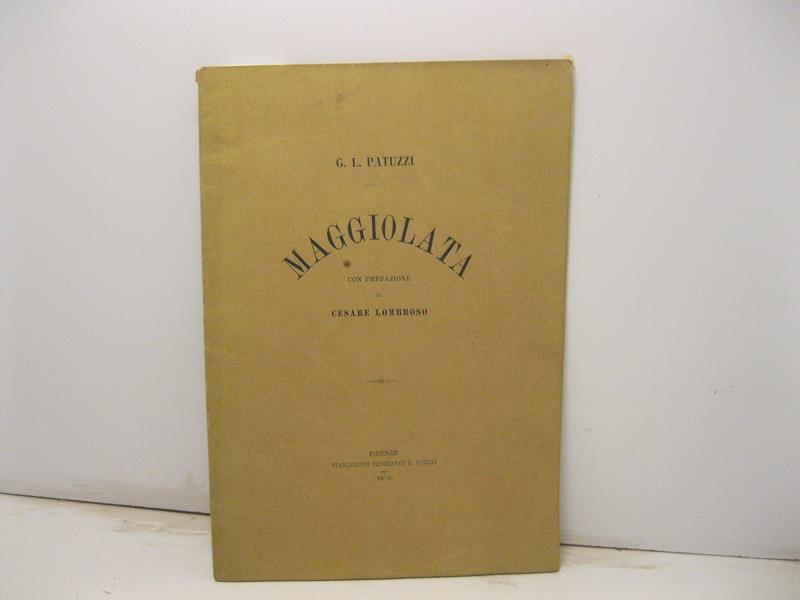 G. L. PATUZZI
MAGGIOLATA
CON PREFAZIONE
DI
CESARE LOMBROSO
FIRENZE
STABILIMENTO TIPOGRAFICO G. CIVELLI